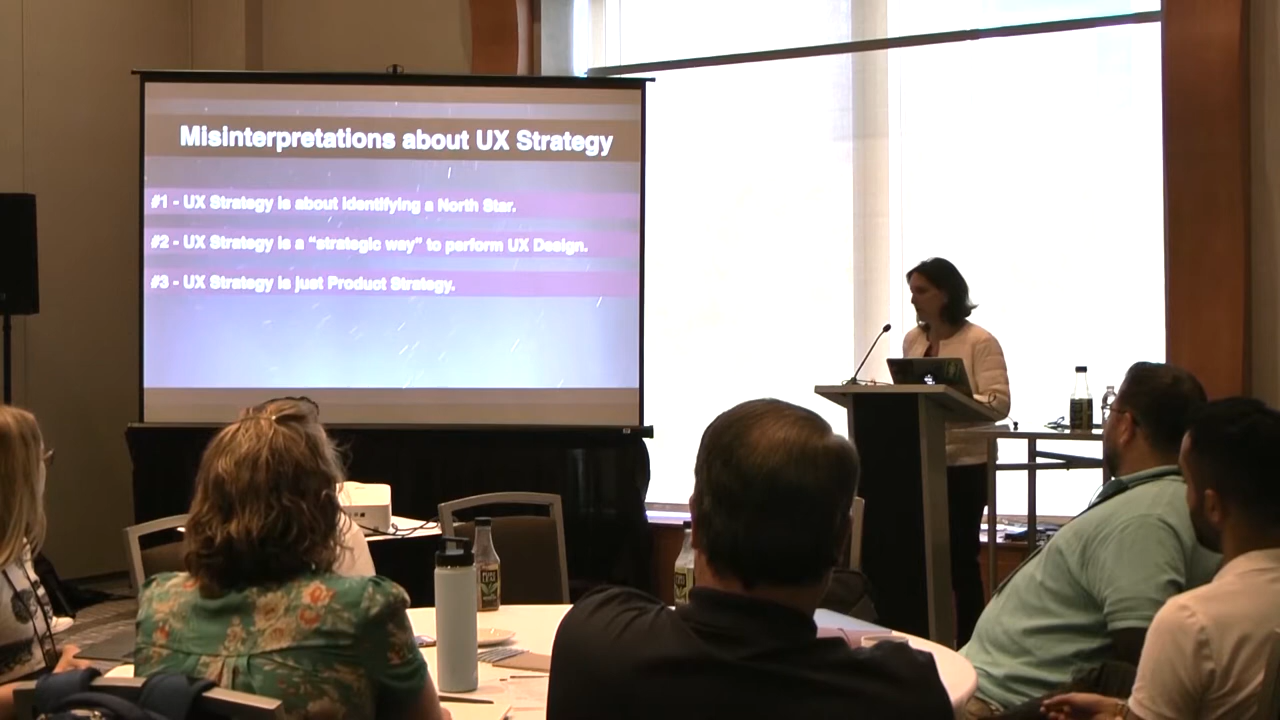 Misinterpretations about UX Strategy
#1 - UX Strategy is about identifying a North Star.
#2 - UX Strategy is a “strategic way” to perform UX Design.
#3 - UX Strategy is just Product Strategy.